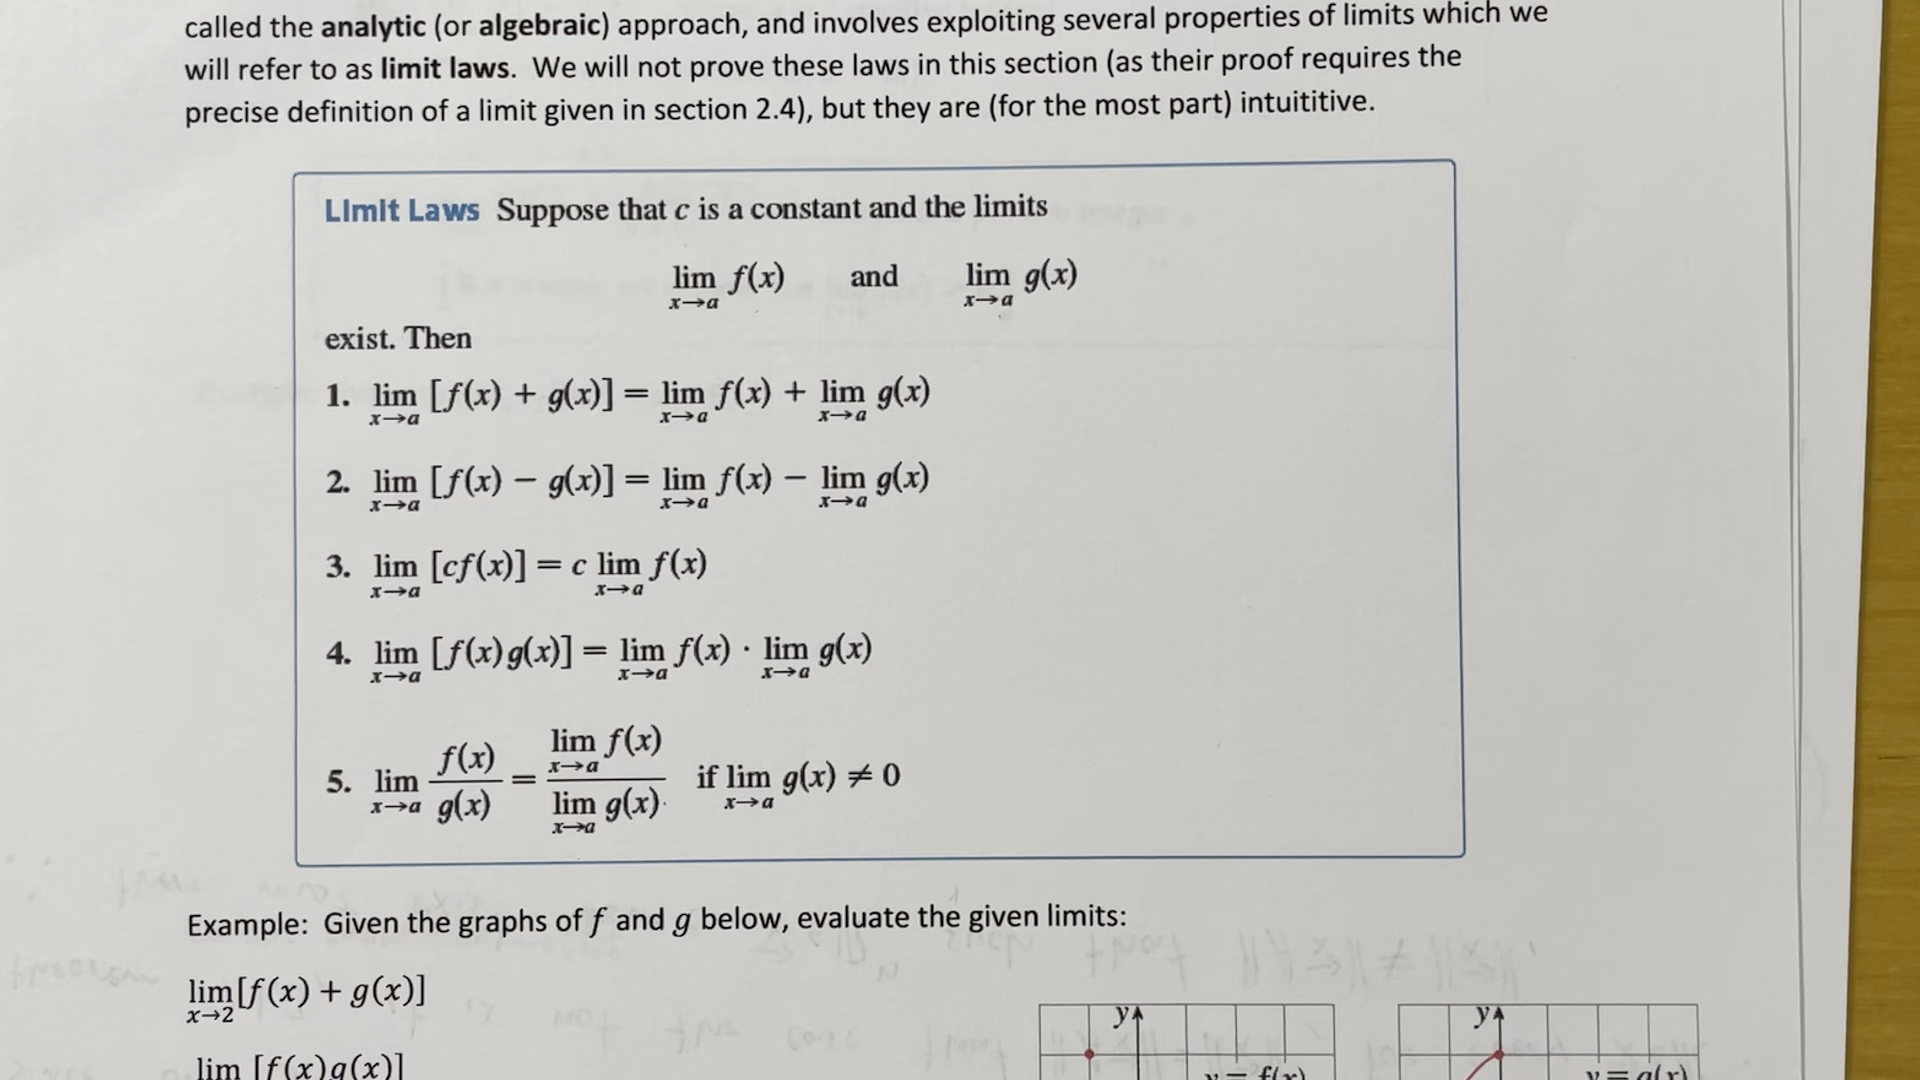 called the analytic (or algebraic) approach, and involves exploiting several properties of limits which we
will refer to as limit laws. We will not prove these laws in this section (as their proof requires the
precise definition of a limit given in section 2.4), but they are (for the most part) intuititive.
Limit Laws Suppose that c is a constant and the limits
lim x→a f(x) and lim x→a g(x)
exist. Then
1. lim x→a [f(x) + g(x)] = lim x→a f(x) + lim x→a g(x)
2. lim x→a [f(x) − g(x)] = lim x→a f(x) − lim x→a g(x)
3. lim x→a [cf(x)] = c lim x→a f(x)
4. lim x→a [f(x)g(x)] = lim x→a f(x) · lim x→a g(x)
5. lim x→a f(x)/g(x) = lim x→a f(x) / lim x→a g(x) if lim x→a g(x) ≠ 0
Example: Given the graphs of f and g below, evaluate the given limits:
lim x→2 [f(x) + g(x)]
lim [f(x)g(x)]
y y
y = f(x) y = g(x)